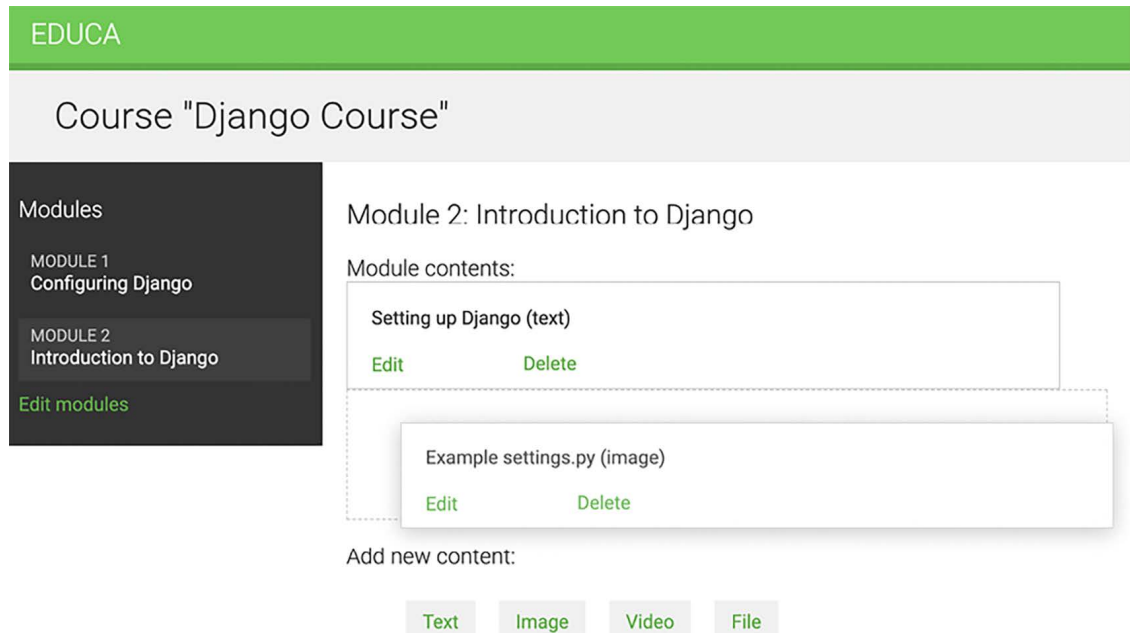 EDUCA
Course "Django Course"
Modules
MODULE 1
Configuring Django
MODULE 2
Introduction to Django
Edit modules
Module 2: Introduction to Django
Module contents:
Setting up Django (text)
Edit Delete
Example settings.py (image)
Edit Delete
Add new content:
Text Image Video File